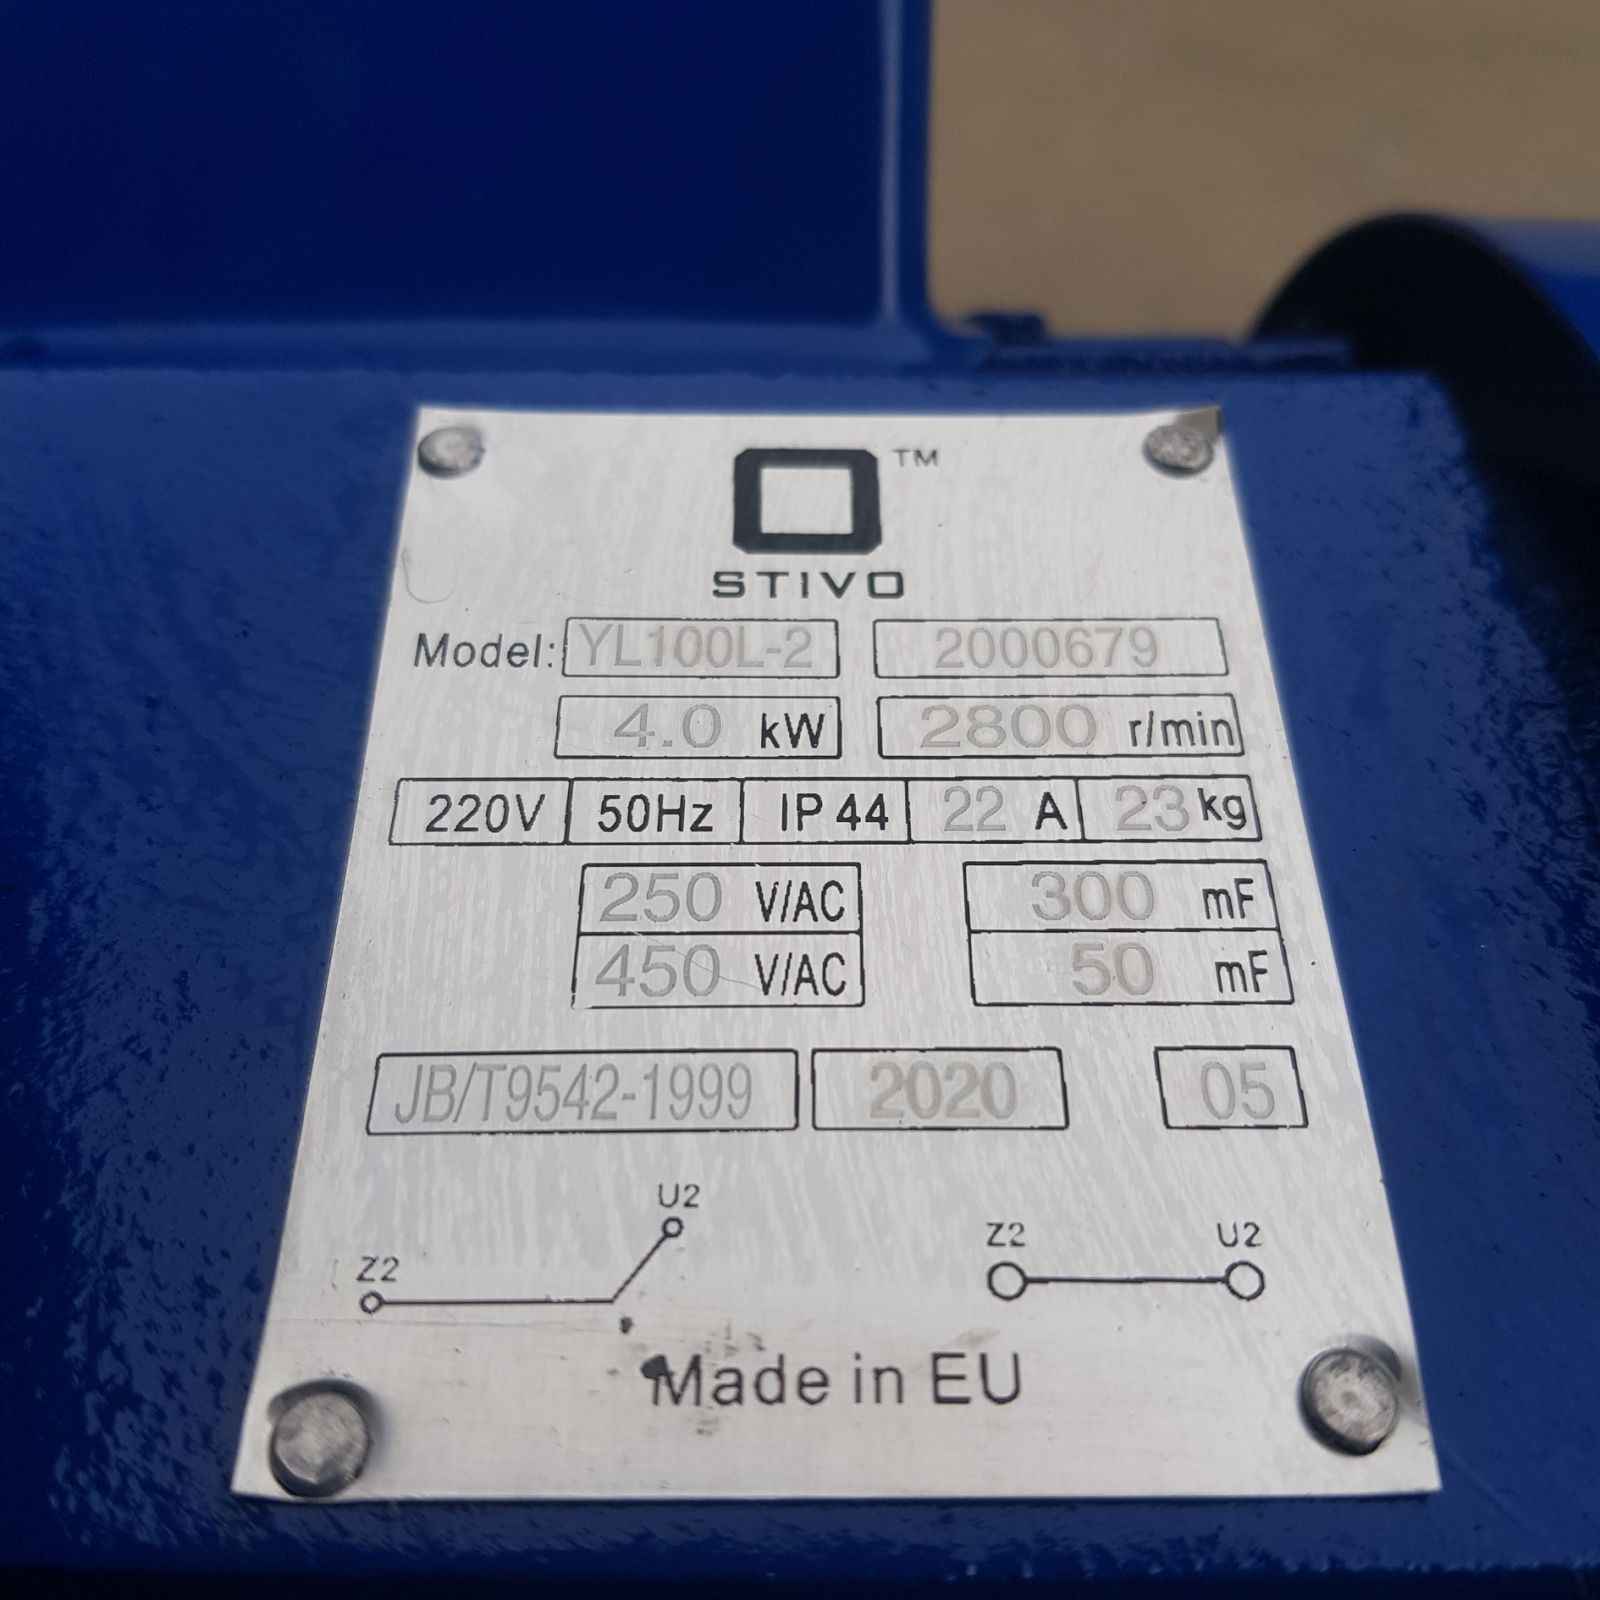 TM
STIVO
Model: YL100L-2 2000679
4.0 kW 2800 r/min
220V 50Hz IP 44 22 A 23 kg
250 V/AC 300 mF
450 V/AC 50 mF
JB/T9542-1999 2020 05
U2
Z2
Z2 U2
Made in EU